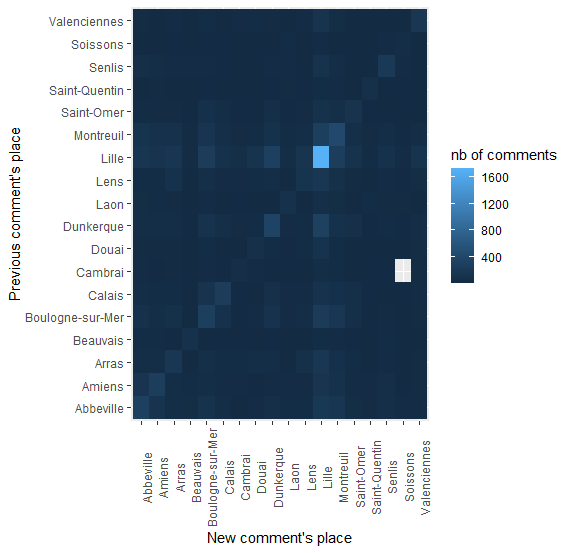 Valenciennes
Soissons
Senlis
Saint-Quentin
Saint-Omer
Montreuil
Lille
Lens
Laon
Dunkerque
Douai
Cambrai
Calais
Boulogne-sur-Mer
Beauvais
Arras
Amiens
Abbeville
Previous comment's place
Abbeville
Amiens
Arras
Beauvais
Boulogne-sur-Mer
Calais
Cambrai
Douai
Dunkerque
Laon
Lens
Lille
Montreuil
Saint-Omer
Saint-Quentin
Senlis
Soissons
Valenciennes
New comment's place
nb of comments
1600
1200
800
400